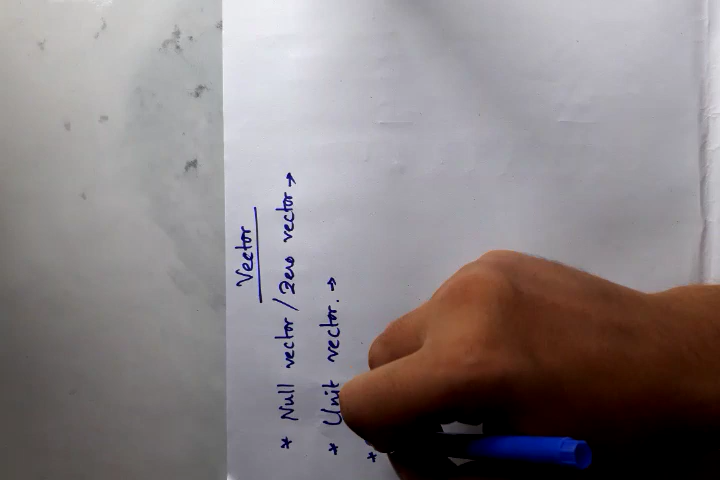 Vector
* Null vector / Zero vector →
* Unit vector. →
*